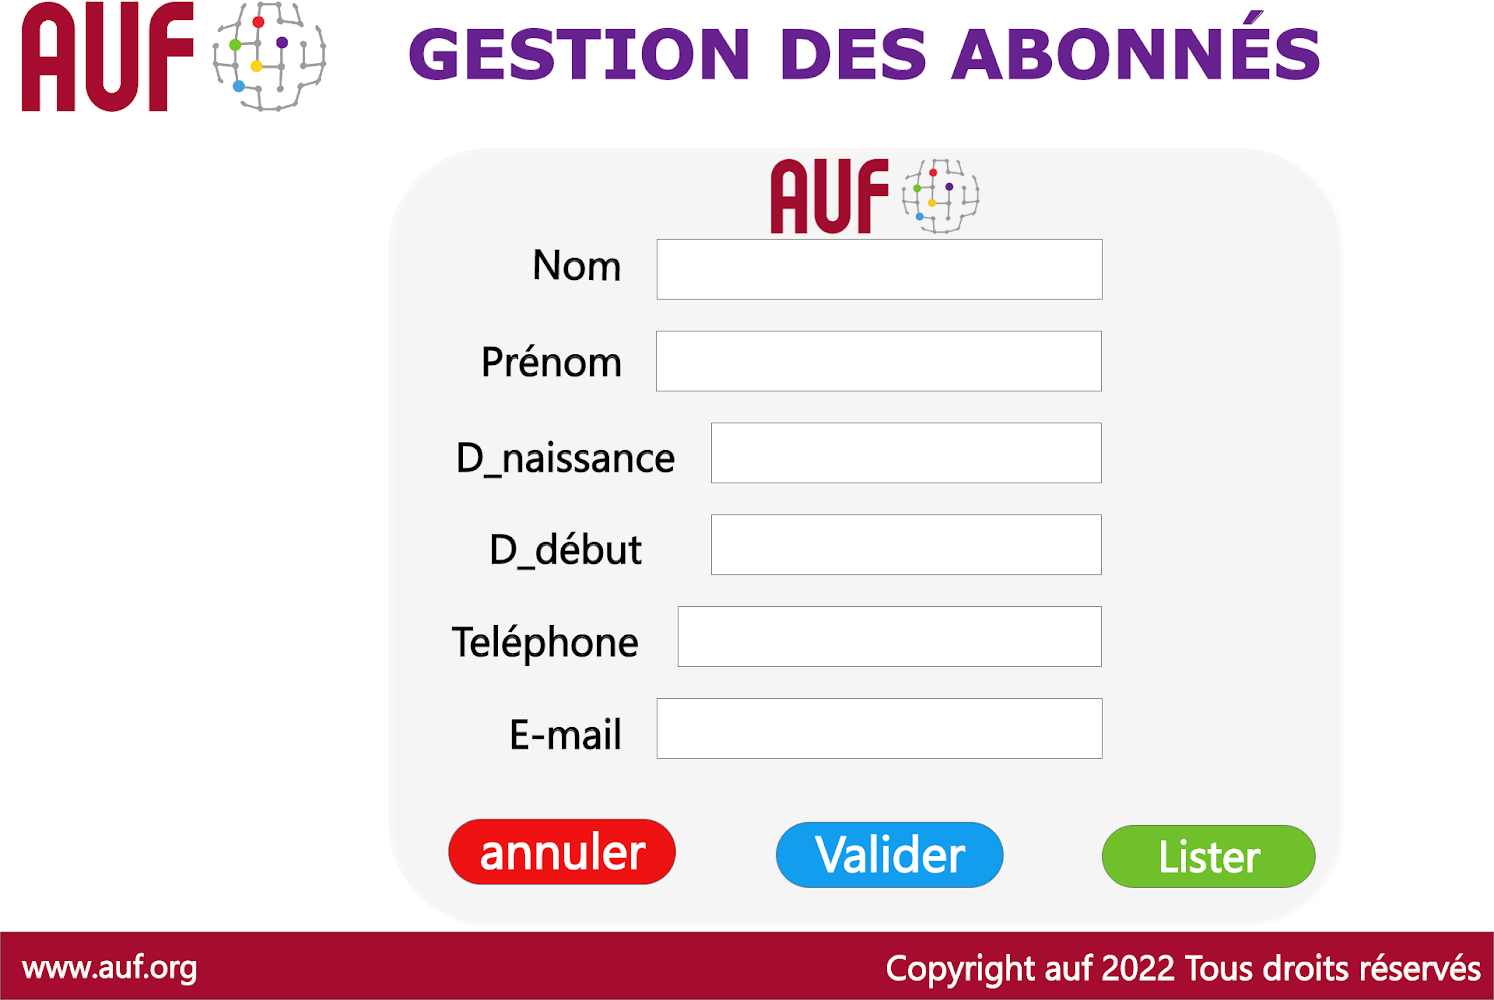 AUF
GESTION DES ABONNÉS
AUF
Nom
Prénom
D_naissance
D_début
Teléphone
E-mail
annuler
Valider
Lister
www.auf.org
Copyright auf 2022 Tous droits réservés